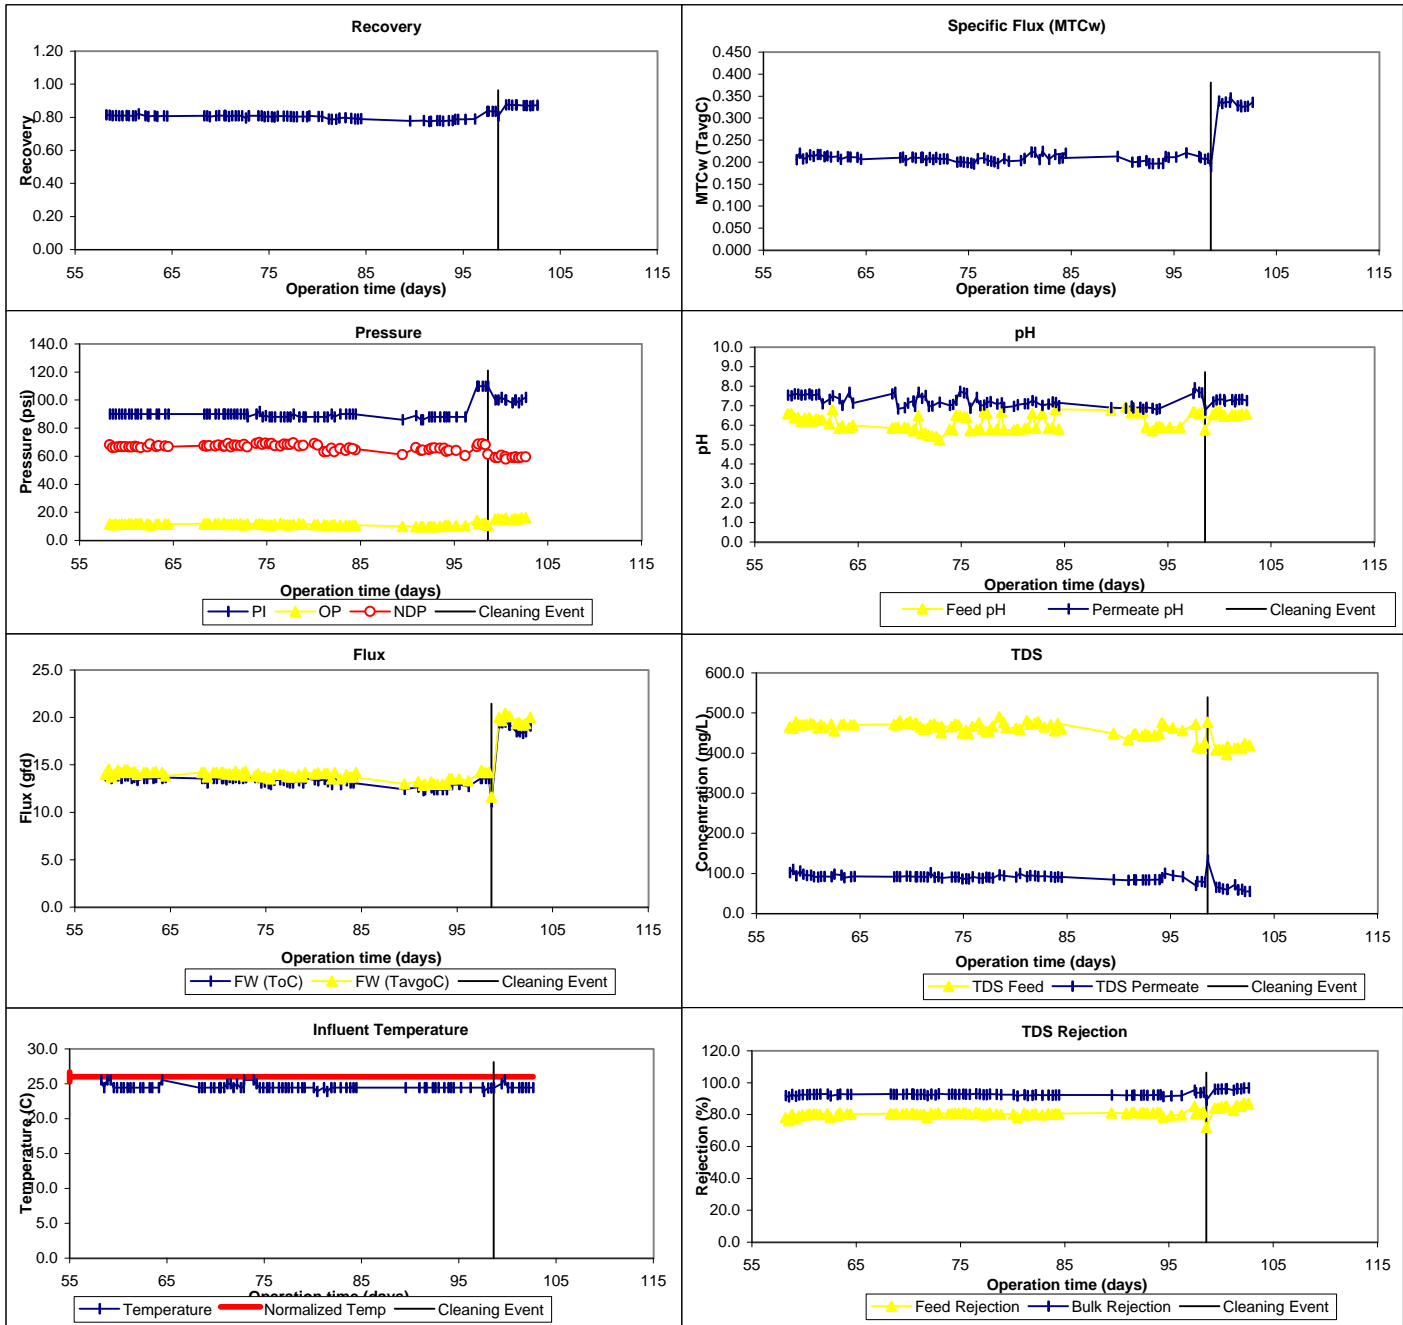 Recovery
1.20
1.00
0.80
0.60
0.40
0.20
0.00
Recovery
55 65 75 85 95 105 115
Operation time (days)
Specific Flux (MTCw)
0.450
0.400
0.350
0.300
0.250
0.200
0.150
0.100
0.050
0.000
MTCw (TavgC)
55 65 75 85 95 105 115
Operation time (days)
Pressure
140.0
120.0
100.0
80.0
60.0
40.0
20.0
0.0
Pressure (psi)
55 65 75 85 95 105 115
Operation time (days)
PI OP NDP Cleaning Event
pH
10.0
9.0
8.0
7.0
6.0
5.0
4.0
3.0
2.0
1.0
0.0
pH
55 65 75 85 95 105 115
Operation time (days)
Feed pH Permeate pH Cleaning Event
Flux
25.0
20.0
15.0
10.0
5.0
0.0
Flux (gfd)
55 65 75 85 95 105 115
Operation time (days)
FW (ToC) FW (TavgoC) Cleaning Event
TDS
600.0
500.0
400.0
300.0
200.0
100.0
0.0
Concentration (mg/L)
55 65 75 85 95 105 115
Operation time (days)
TDS Feed TDS Permeate Cleaning Event
Influent Temperature
30.0
25.0
20.0
15.0
10.0
5.0
0.0
Temperature (C)
55 65 75 85 95 105 115
Operation time (days)
Temperature Normalized Temp Cleaning Event
TDS Rejection
120.0
100.0
80.0
60.0
40.0
20.0
0.0
Rejection (%)
55 65 75 85 95 105 115
Operation time (days)
Feed Rejection Bulk Rejection Cleaning Event